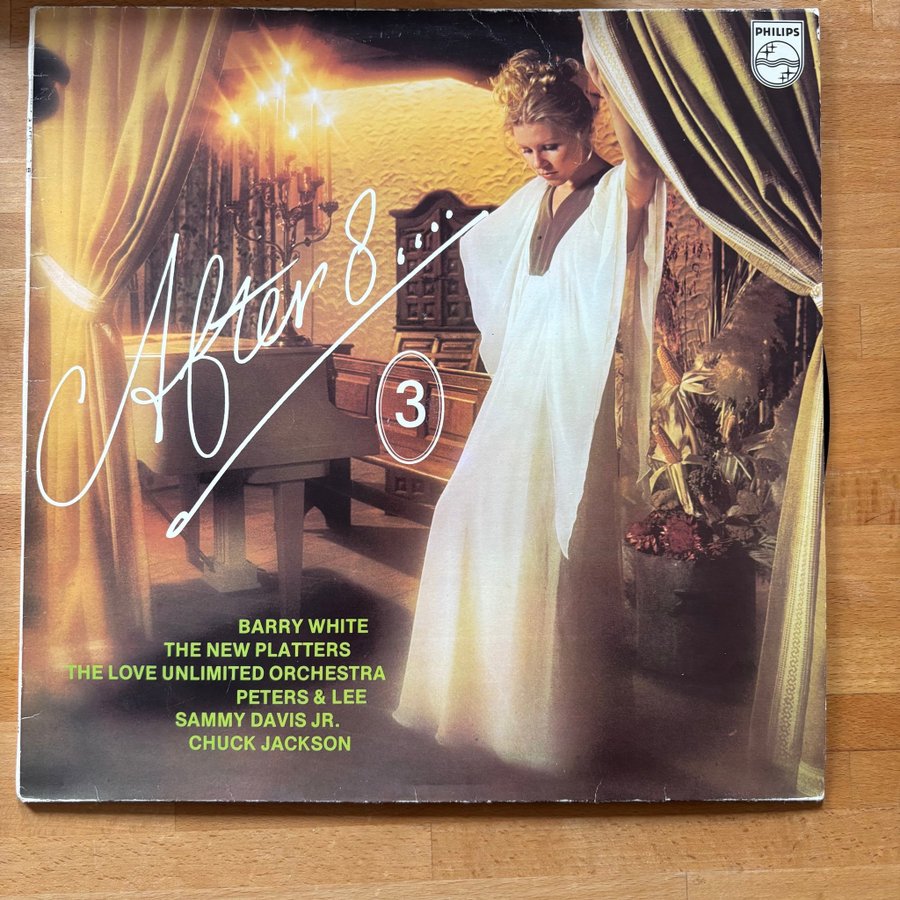 PHILIPS
After 8....
3
BARRY WHITE
THE NEW PLATTERS
THE LOVE UNLIMITED ORCHESTRA
PETERS & LEE
SAMMY DAVIS JR.
CHUCK JACKSON